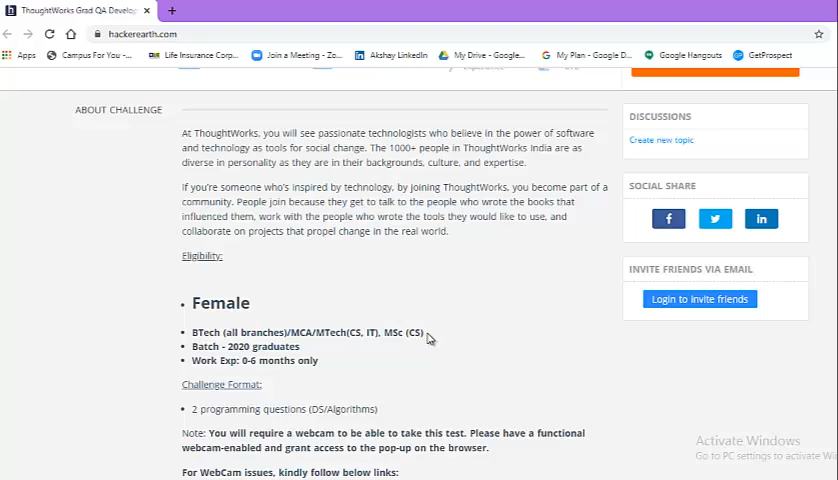 ThoughtWorks Grad QA Develop
hackerearth.com
Apps
Campus For You -...
Life Insurance Corp...
Join a Meeting - Zo...
Akshay LinkedIn
My Drive - Google...
My Plan - Google D...
Google Hangouts
GetProspect
ABOUT CHALLENGE
At ThoughtWorks, you will see passionate technologists who believe in the power of software
and technology as tools for social change. The 1000+ people in ThoughtWorks India are as
diverse in personality as they are in their backgrounds, culture, and expertise.
If you're someone who's inspired by technology, by joining ThoughtWorks, you become part of a
community. People join because they get to talk to the people who wrote the books that
influenced them, work with the people who wrote the tools they would like to use, and
collaborate on projects that propel change in the real world.
Eligibility:
Female
BTech (all branches)/MCA/MTech(CS, IT), MSc (CS)
Batch - 2020 graduates
Work Exp: 0-6 months only
Challenge Format:
2 programming questions (DS/Algorithms)
Note: You will require a webcam to be able to take this test. Please have a functional
webcam-enabled and grant access to the pop-up on the browser.
For WebCam issues, kindly follow below links:
DISCUSSIONS
Create new topic
SOCIAL SHARE
INVITE FRIENDS VIA EMAIL
Login to invite friends
Activate Windows
Go to PC settings to activate Wi